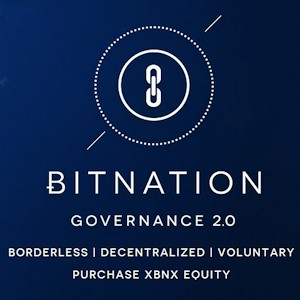 BITNATION
GOVERNANCE 2.0
BORDERLESS | DECENTRALIZED | VOLUNTARY
PURCHASE XBNX EQUITY